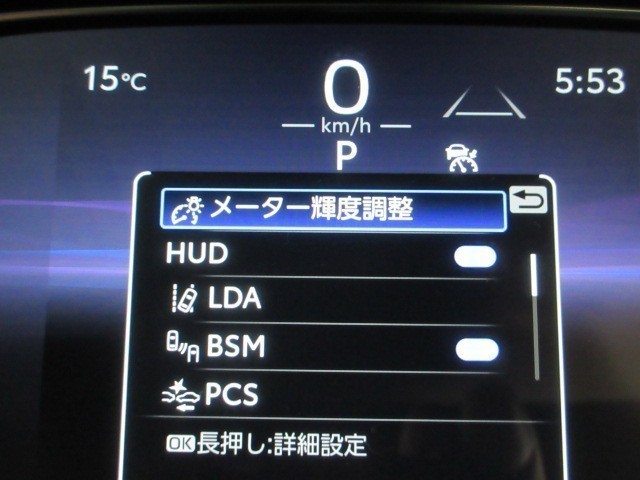 15℃
0
5:53
km/h
P
メーター輝度調整
HUD
LDA
BSM
PCS
OK長押し:詳細設定